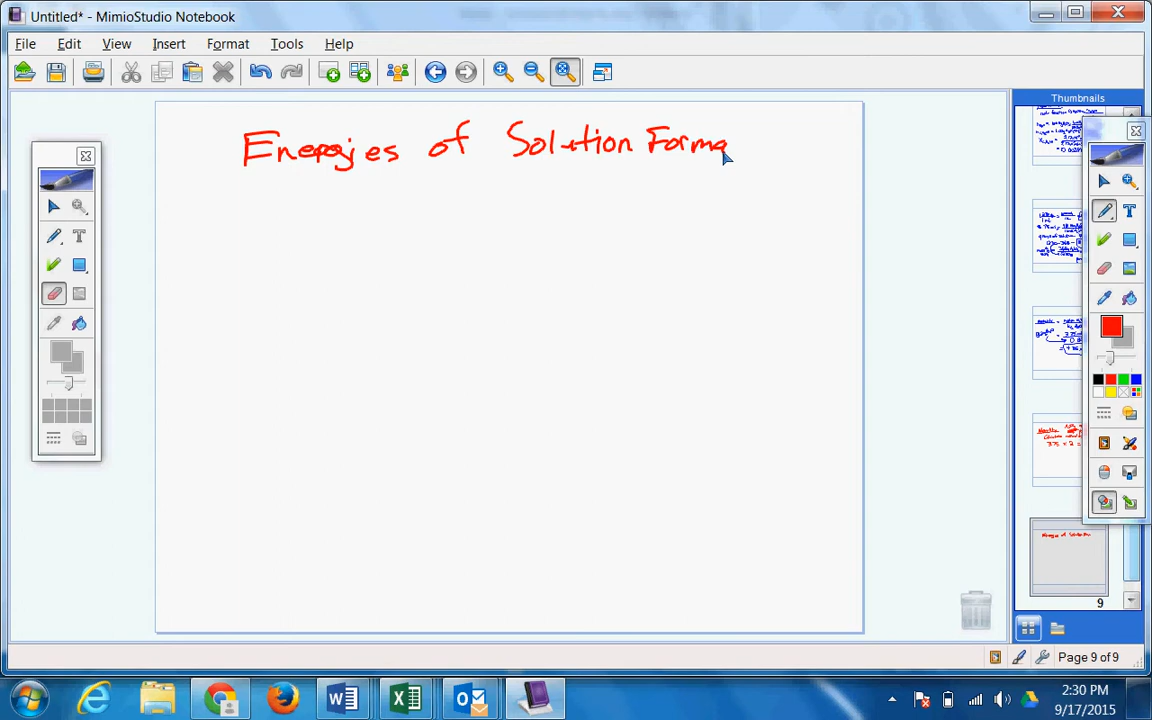 Untitled* - MimioStudio Notebook
File Edit View Insert Format Tools Help
Thumbnails
Energies of Solution Forma
T
T
9
Page 9 of 9
2:30 PM
9/17/2015